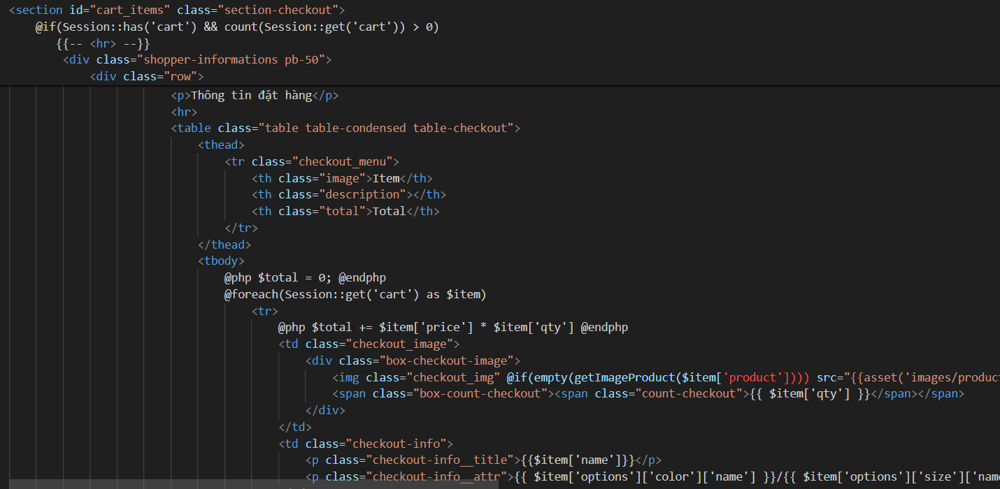 <section id="cart_items" class="section-checkout">
@if(Session::has('cart') && count(Session::get('cart')) > 0)
{{-- <hr> --}}
<div class="shopper-informations pb-50">
<div class="row">
<p>Thông tin đặt hàng</p>
<hr>
<table class="table table-condensed table-checkout">
<thead>
<tr class="checkout_menu">
<th class="image">Item</th>
<th class="description"></th>
<th class="total">Total</th>
</tr>
</thead>
<tbody>
@php $total = 0; @endphp
@foreach(Session::get('cart') as $item)
<tr>
@php $total += $item['price'] * $item['qty'] @endphp
<td class="checkout_image">
<div class="box-checkout-image">
<img class="checkout_img" @if(empty(getImageProduct($item['product']))) src="{{asset('images/produc
<span class="box-count-checkout"><span class="count-checkout">{{ $item['qty'] }}</span></span>
</div>
</td>
<td class="checkout-info">
<p class="checkout-info__title">{{$item['name']}}</p>
<p class="checkout-info__attr">{{ $item['options']['color']['name'] }}/{{ $item['options']['size']['name